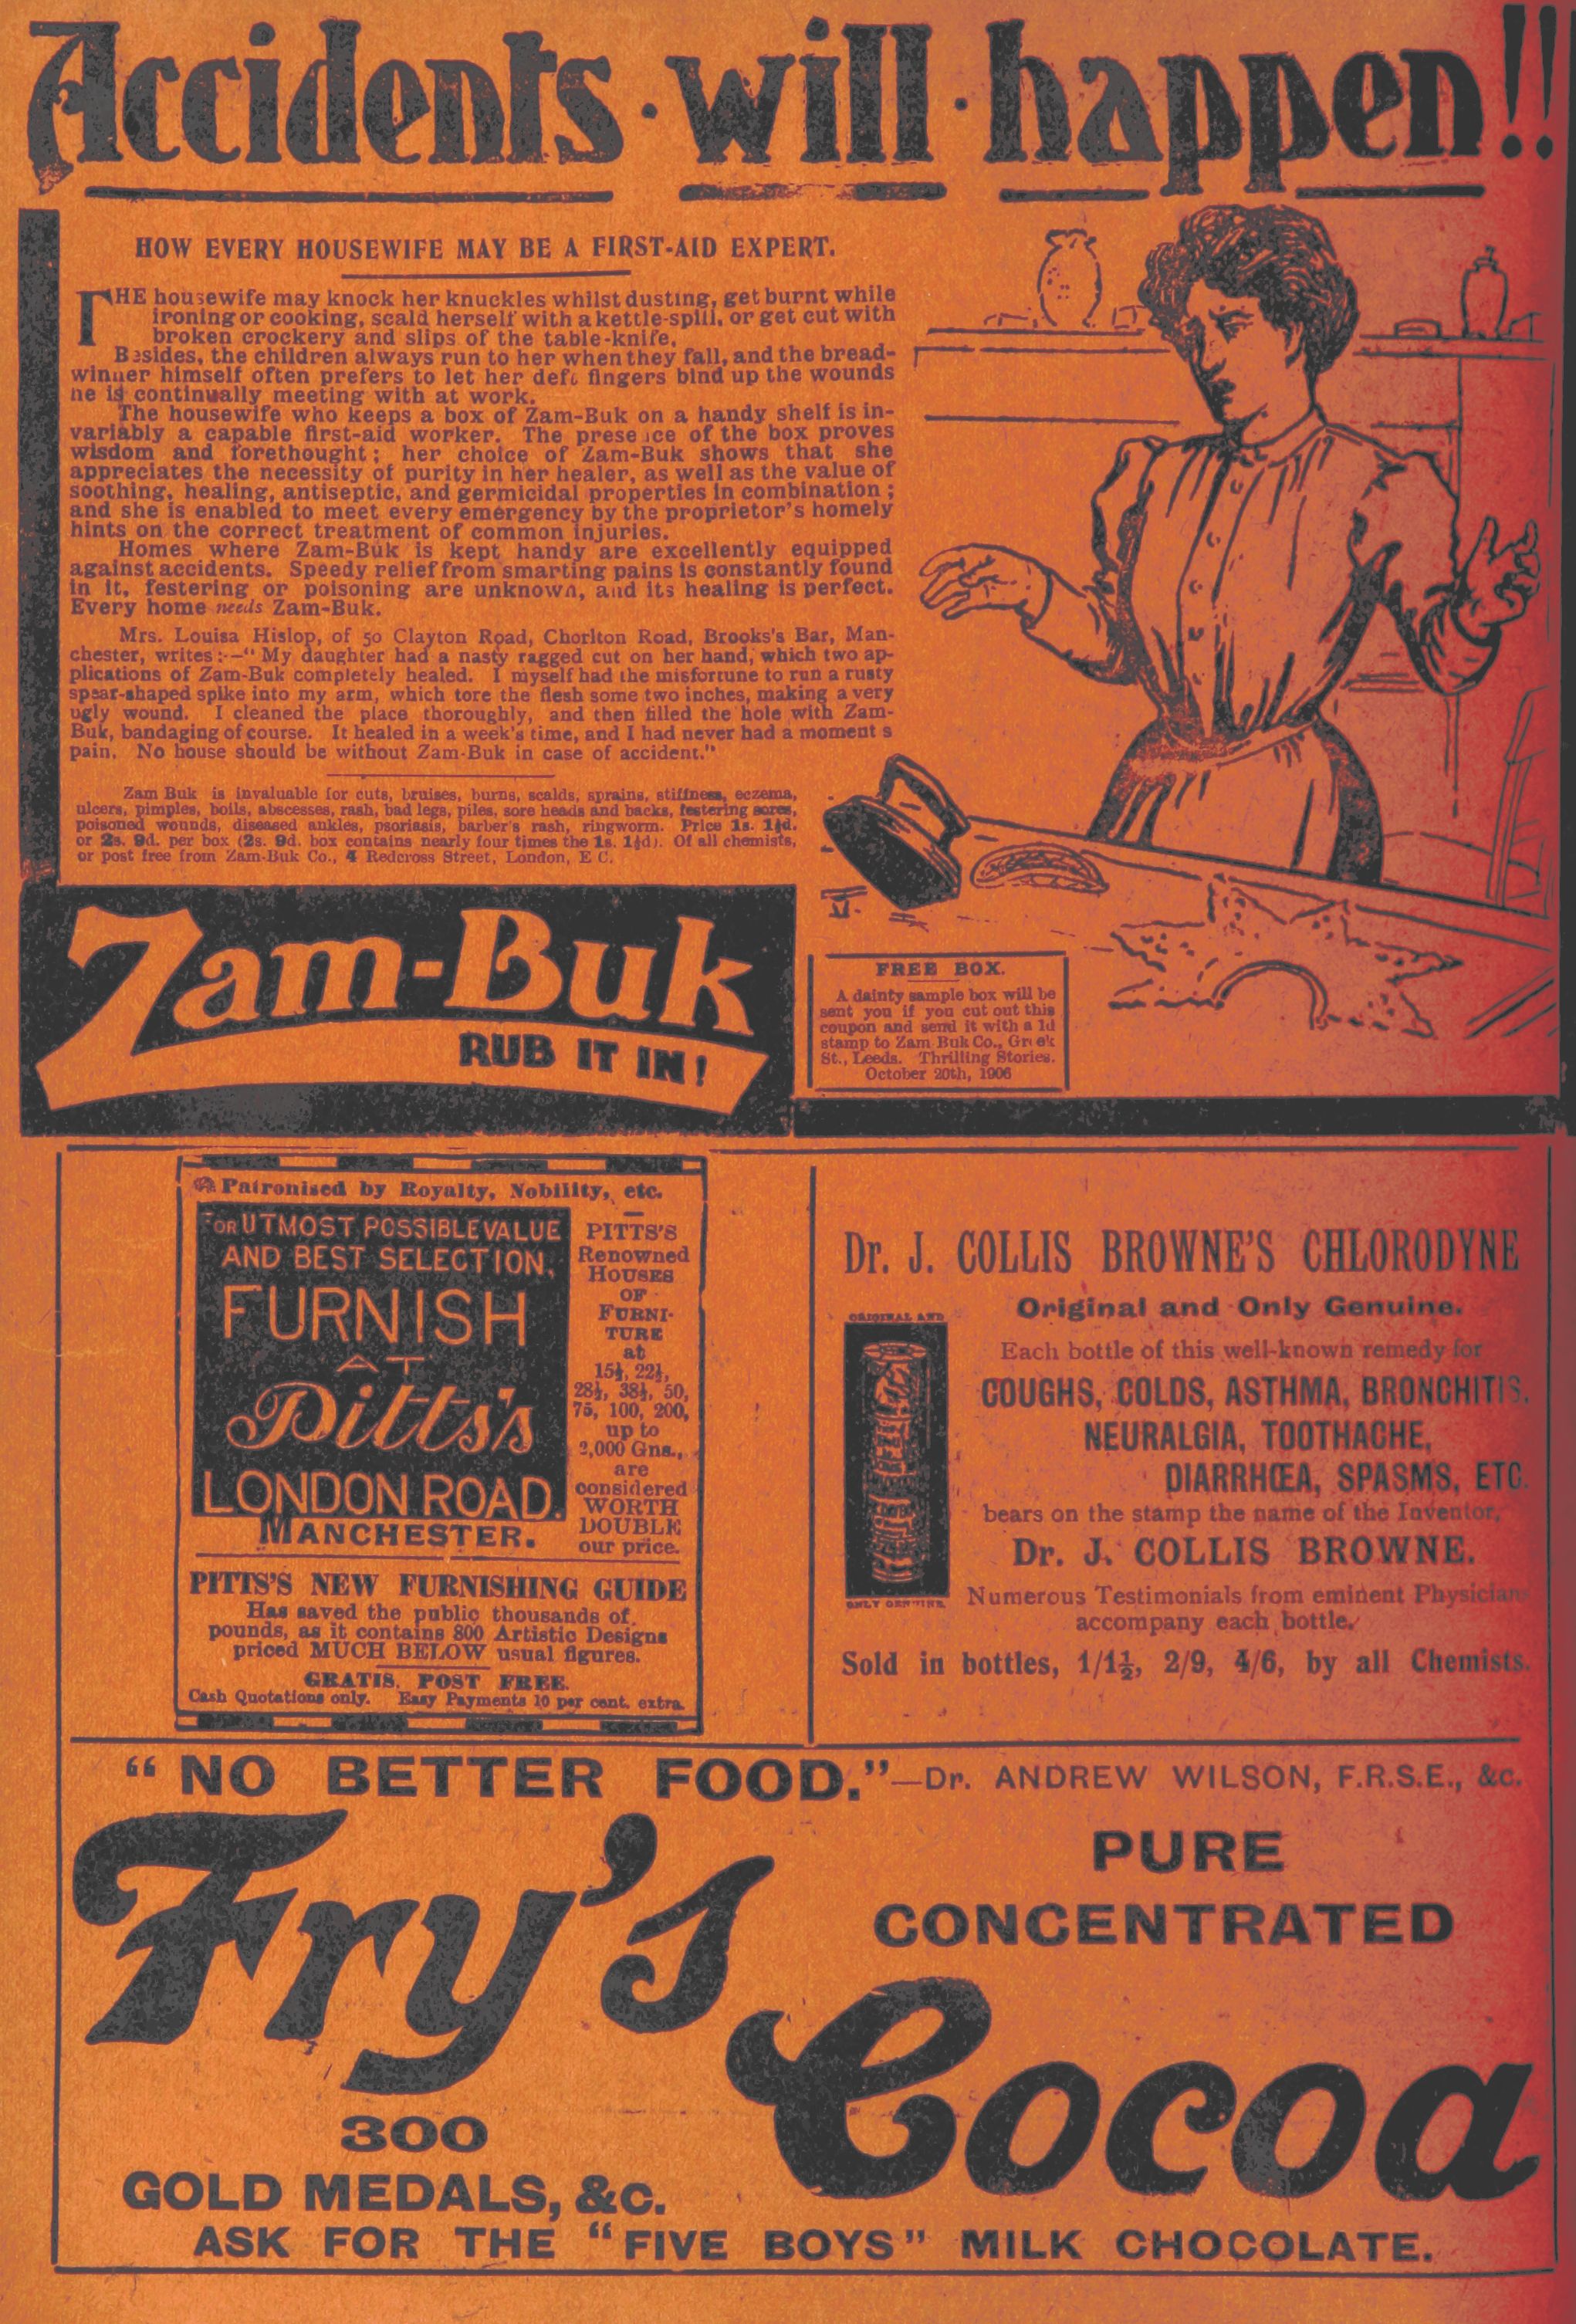 Accidents · will · happen!!
HOW EVERY HOUSEWIFE MAY BE A FIRST-AID EXPERT.
THE housewife may knock her knuckles whilst dusting, get burnt while
ironing or cooking, scald herself with a kettle-spill, or get cut with
broken crockery and slips of the table-knife.
Besides, the children always run to her when they fall, and the bread-
winner himself often prefers to let her deft fingers bind up the wounds
he is continually meeting with at work.
The housewife who keeps a box of Zam-Buk on a handy shelf is in-
variably a capable first-aid worker. The presence of the box proves
wisdom and forethought; her choice of Zam-Buk shows that she
appreciates the necessity of purity in her healer, as well as the value of
soothing, healing, antiseptic, and germicidal properties in combination;
and she is enabled to meet every emergency by the proprietor's homely
hints on the correct treatment of common injuries.
Homes where Zam-Buk is kept handy are excellently equipped
against accidents. Speedy relief from smarting pains is constantly found
in it, festering or poisoning are unknown, and its healing is perfect.
Every home needs Zam-Buk.
Mrs. Louisa Hislop, of 50 Clayton Road, Chorlton Road, Brooks's Bar, Man-
chester, writes:—"My daughter had a nasty ragged cut on her hand, which two ap-
plications of Zam-Buk completely healed. I myself had the misfortune to run a rusty
spear-shaped spike into my arm, which tore the flesh some two inches, making a very
ugly wound. I cleaned the place thoroughly, and then filled the hole with Zam-
Buk, bandaging of course. It healed in a week's time, and I had never had a moment s
pain. No house should be without Zam-Buk in case of accident."
Zam Buk is invaluable for cuts, bruises, burns, scalds, sprains, stiffness, eczema,
ulcers, pimples, boils, abscesses, rash, bad legs, piles, sore heads and backs, festering sores,
poisoned wounds, diseased ankles, psoriasis, barber's rash, ringworm. Price 1s. 1½d.
or 2s. 9d. per box (2s. 9d. box contains nearly four times the 1s. 1½d). Of all chemists,
or post free from Zam-Buk Co., 4 Redcross Street, London, E C.
Zam-Buk
RUB IT IN!
FREE BOX.
A dainty sample box will be
sent you if you cut out this
coupon and send it with a 1d
stamp to Zam Buk Co., Greek
St., Leeds. Thrilling Stories.
October 20th, 1906
Patronised by Royalty, Nobility, etc.
FOR UTMOST POSSIBLE VALUE
AND BEST SELECTION,
FURNISH
AT
Pitts's
LONDON ROAD.
MANCHESTER.
PITTS'S
Renowned
HOUSES
OF
FURNI-
TURE
at
15½, 22½,
28½, 38½, 50,
75, 100, 200,
up to
2,000 Gns.,
are
considered
WORTH
DOUBLE
our price.
PITTS'S NEW FURNISHING GUIDE
Has saved the public thousands of
pounds, as it contains 800 Artistic Designs
priced MUCH BELOW usual figures.
GRATIS, POST FREE.
Cash Quotations only. Easy Payments 10 per cent. extra.
Dr. J. COLLIS BROWNE'S CHLORODYNE
Original and Only Genuine.
ORIGINAL AND
ONLY GENUINE.
Each bottle of this well-known remedy for
COUGHS, COLDS, ASTHMA, BRONCHITIS,
NEURALGIA, TOOTHACHE,
DIARRHŒA, SPASMS, ETC.
bears on the stamp the name of the Inventor,
Dr. J. COLLIS BROWNE.
Numerous Testimonials from eminent Physicians
accompany each bottle.
Sold in bottles, 1/1½, 2/9, 4/6, by all Chemists.
"NO BETTER FOOD."—Dr. ANDREW WILSON, F.R.S.E., &c.
Fry's
PURE
CONCENTRATED
Cocoa
300
GOLD MEDALS, &c.
ASK FOR THE "FIVE BOYS" MILK CHOCOLATE.